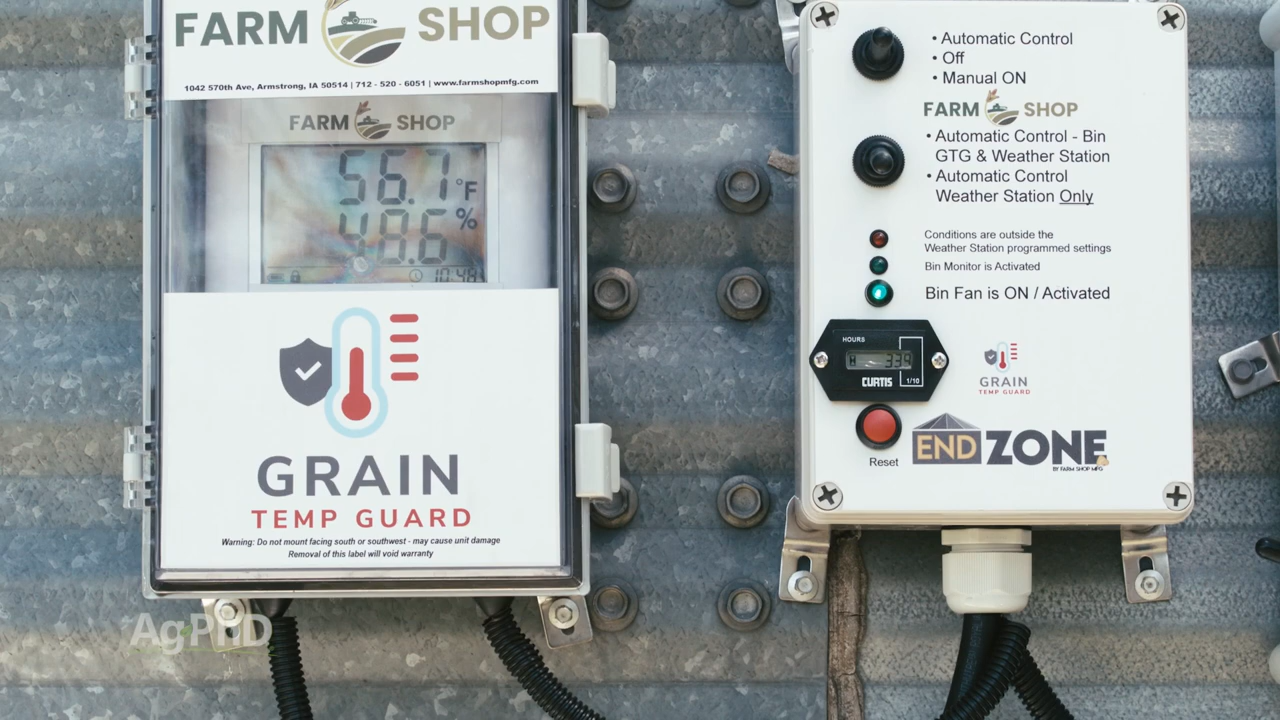 FARM SHOP
1042 570th Ave, Armstrong, IA 50514 | 712 - 520 - 6051 | www.farmshopmfg.com
FARM SHOP
56.7 °F
48.6 %
10:48
GRAIN
TEMP GUARD
Warning: Do not mount facing south or southwest - may cause unit damage
Removal of this label will void warranty
AgPhD
• Automatic Control
• Off
• Manual ON
FARM SHOP
• Automatic Control - Bin
GTG & Weather Station
• Automatic Control
Weather Station Only
Conditions are outside the
Weather Station programmed settings
Bin Monitor is Activated
Bin Fan is ON / Activated
HOURS
339
CURTIS
1/10
GRAIN
TEMP GUARD
Reset
END ZONE
BY FARM SHOP MFG